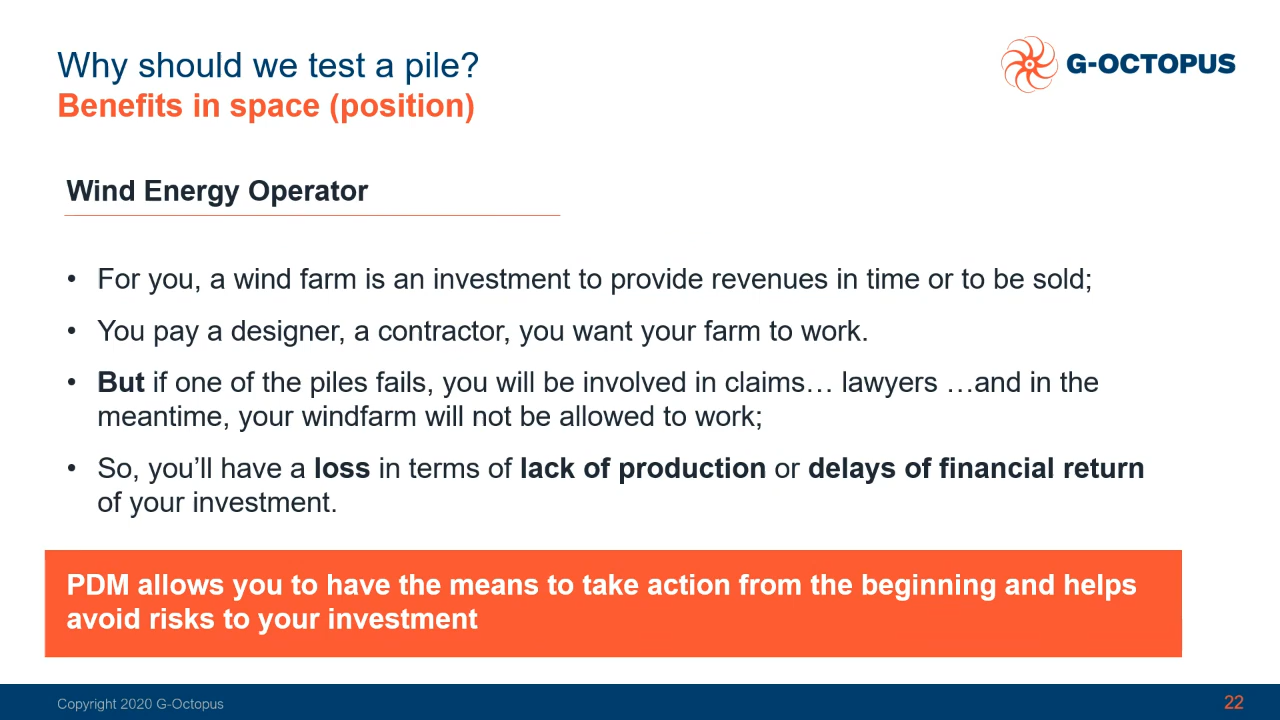 Why should we test a pile?
Benefits in space (position)
G-OCTOPUS
Wind Energy Operator
• For you, a wind farm is an investment to provide revenues in time or to be sold;
• You pay a designer, a contractor, you want your farm to work.
• But if one of the piles fails, you will be involved in claims… lawyers …and in the
meantime, your windfarm will not be allowed to work;
• So, you’ll have a loss in terms of lack of production or delays of financial return
of your investment.
PDM allows you to have the means to take action from the beginning and helps
avoid risks to your investment
Copyright 2020 G-Octopus
22